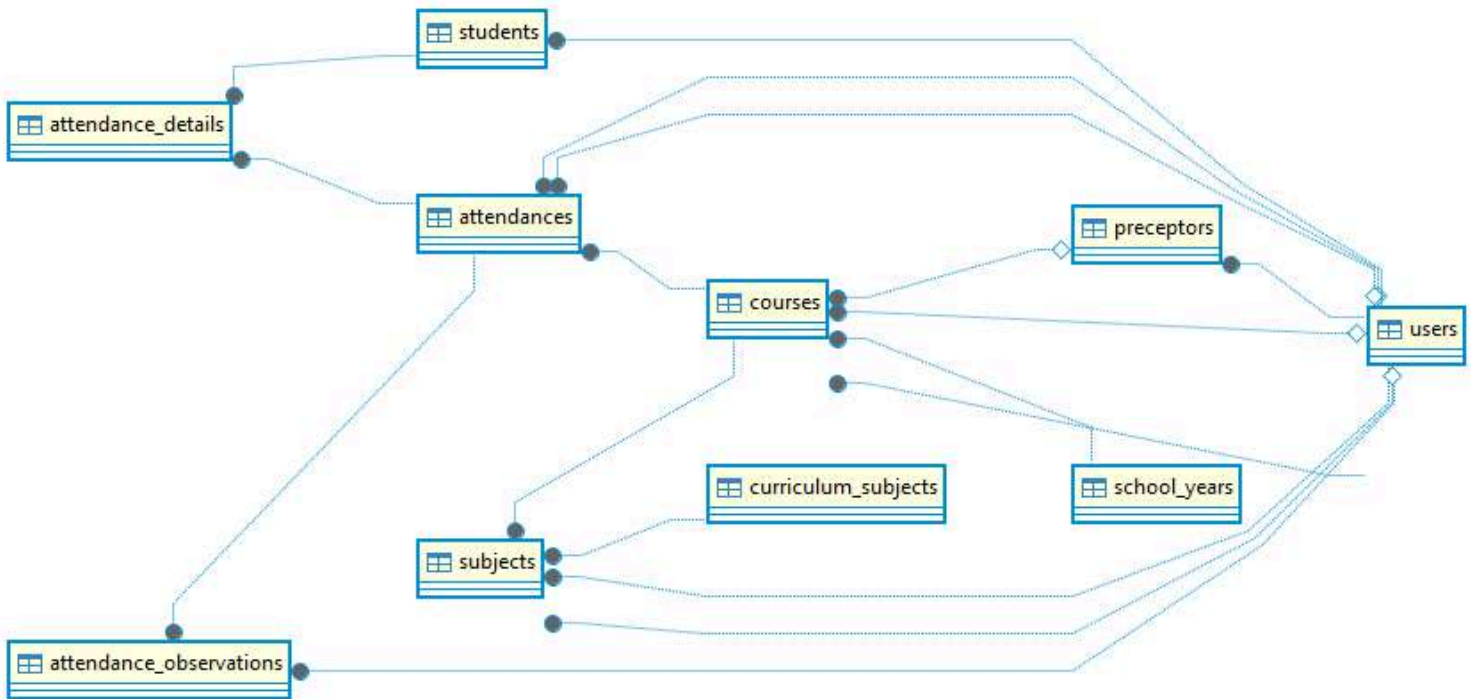 students
attendance_details
attendances
preceptors
courses
users
curriculum_subjects
school_years
subjects
attendance_observations